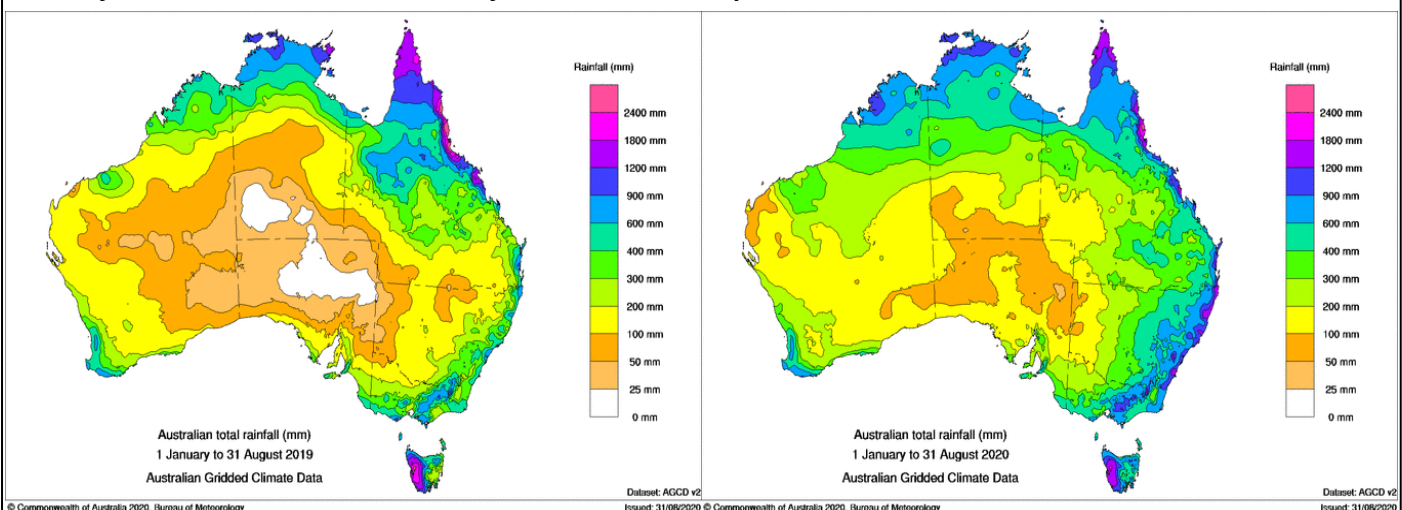 Rainfall (mm)
2400 mm
1800 mm
1200 mm
900 mm
600 mm
400 mm
300 mm
200 mm
100 mm
50 mm
25 mm
0 mm
Australian total rainfall (mm)
1 January to 31 August 2019
Australian Gridded Climate Data
Dataset: AGCD v2
© Commonwealth of Australia 2020, Bureau of Meteorology
Issued: 31/08/2020
Rainfall (mm)
2400 mm
1800 mm
1200 mm
900 mm
600 mm
400 mm
300 mm
200 mm
100 mm
50 mm
25 mm
0 mm
Australian total rainfall (mm)
1 January to 31 August 2020
Australian Gridded Climate Data
Dataset: AGCD v2
© Commonwealth of Australia 2020, Bureau of Meteorology
Issued: 31/08/2020